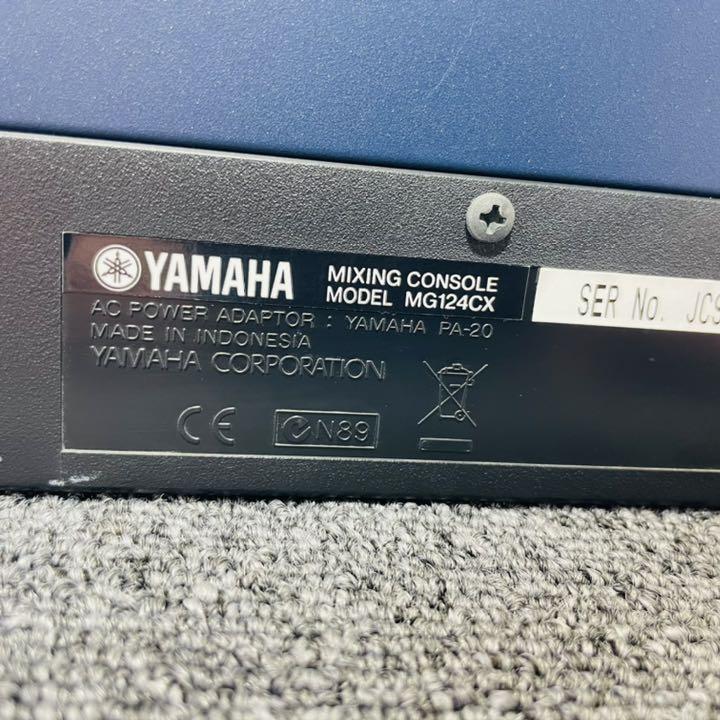 YAMAHA MIXING CONSOLE
MODEL MG124CX
SER No.
AC POWER ADAPTOR : YAMAHA PA-20
MADE IN INDONESIA
YAMAHA CORPORATION
CE N89